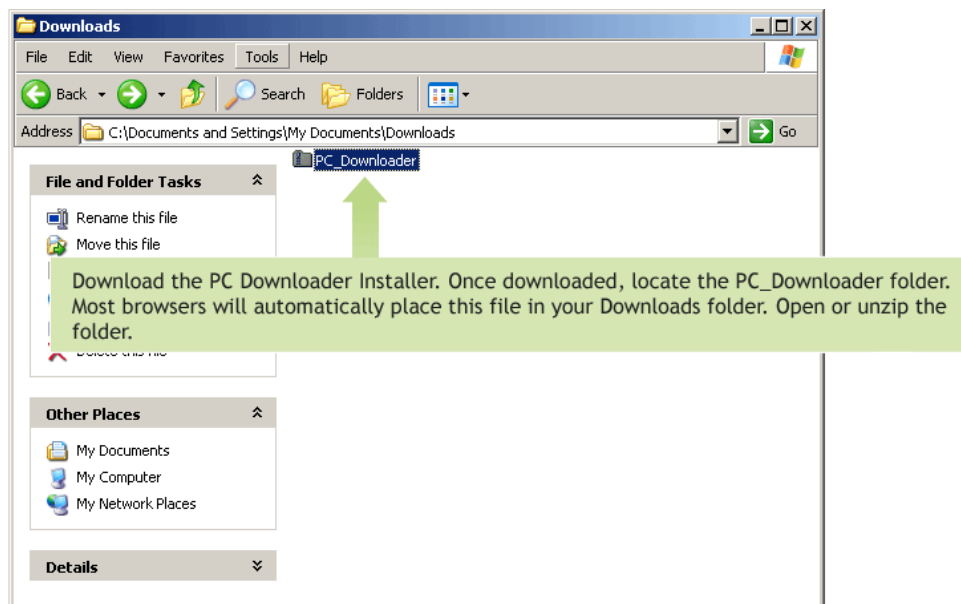 Downloads
File Edit View Favorites Tools Help
Back Search Folders
Address C:\Documents and Settings\My Documents\Downloads Go
PC_Downloader
File and Folder Tasks
Rename this file
Move this file
Download the PC Downloader Installer. Once downloaded, locate the PC_Downloader folder.
Most browsers will automatically place this file in your Downloads folder. Open or unzip the
folder.
Delete this file
Other Places
My Documents
My Computer
My Network Places
Details